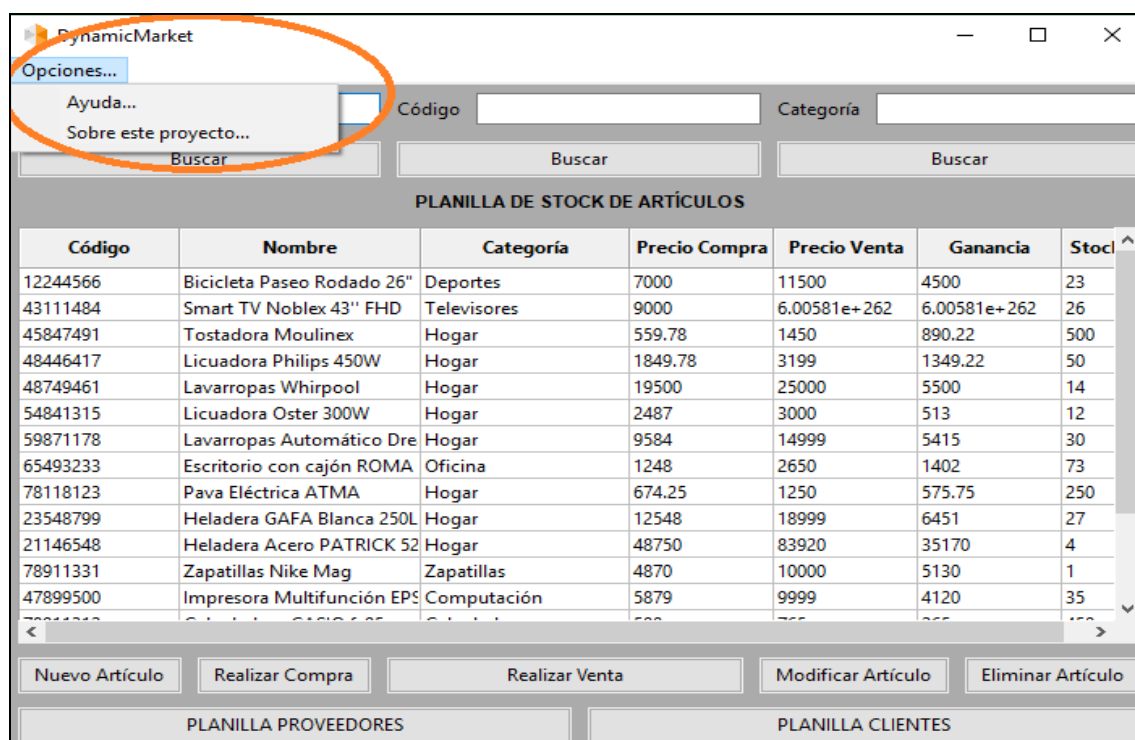 DynamicMarket
Opciones...
Ayuda...
Sobre este proyecto...
Código
Categoría
Buscar Buscar Buscar
PLANILLA DE STOCK DE ARTÍCULOS
Código Nombre Categoría Precio Compra Precio Venta Ganancia Stock
12244566 Bicicleta Paseo Rodado 26" Deportes 7000 11500 4500 23
43111484 Smart TV Noblex 43'' FHD Televisores 9000 6.00581e+262 6.00581e+262 26
45847491 Tostadora Moulinex Hogar 559.78 1450 890.22 500
48446417 Licuadora Philips 450W Hogar 1849.78 3199 1349.22 50
48749461 Lavarropas Whirpool Hogar 19500 25000 5500 14
54841315 Licuadora Oster 300W Hogar 2487 3000 513 12
59871178 Lavarropas Automático Dre Hogar 9584 14999 5415 30
65493233 Escritorio con cajón ROMA Oficina 1248 2650 1402 73
78118123 Pava Eléctrica ATMA Hogar 674.25 1250 575.75 250
23548799 Heladera GAFA Blanca 250L Hogar 12548 18999 6451 27
21146548 Heladera Acero PATRICK 52 Hogar 48750 83920 35170 4
78911331 Zapatillas Nike Mag Zapatillas 4870 10000 5130 1
47899500 Impresora Multifunción EPS Computación 5879 9999 4120 35
Nuevo Artículo Realizar Compra Realizar Venta Modificar Artículo Eliminar Artículo
PLANILLA PROVEEDORES PLANILLA CLIENTES